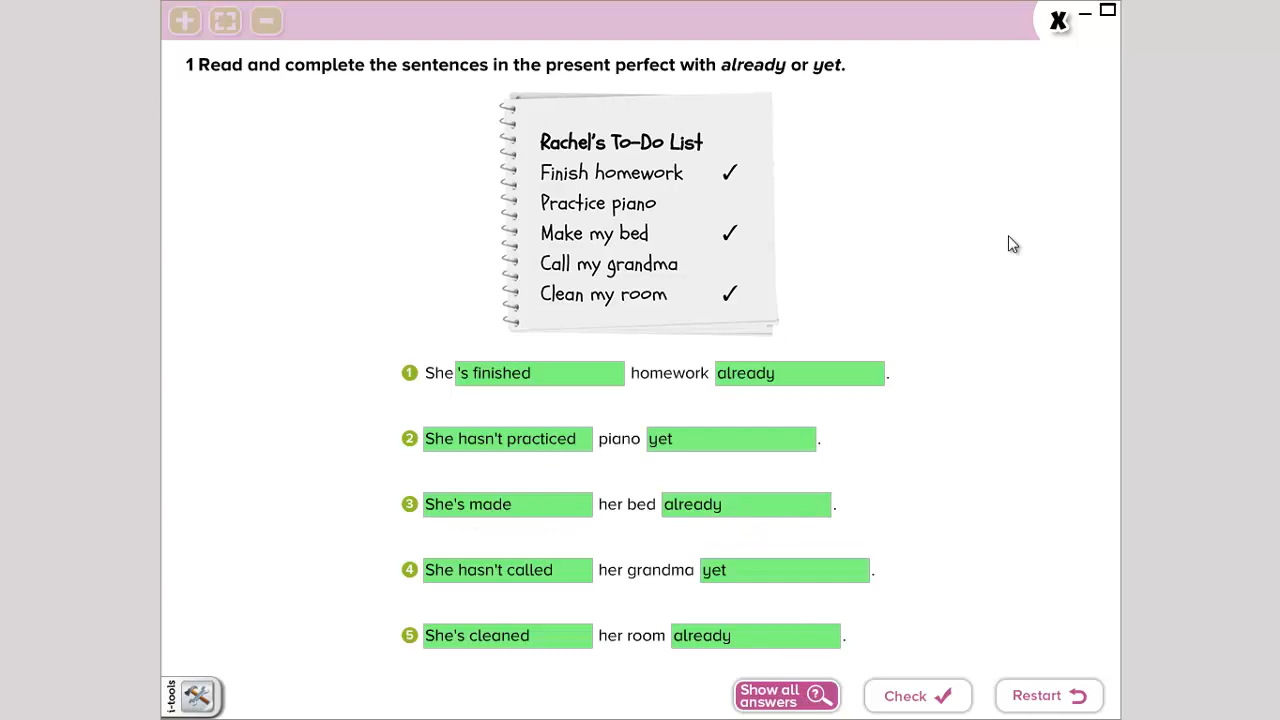 1 Read and complete the sentences in the present perfect with already or yet.
Rachel's To-Do List
Finish homework ✓
Practice piano
Make my bed ✓
Call my grandma
Clean my room ✓
1 She 's finished homework already .
2 She hasn't practiced piano yet .
3 She's made her bed already .
4 She hasn't called her grandma yet .
5 She's cleaned her room already .
i-tools
Show all
answers
Check
Restart